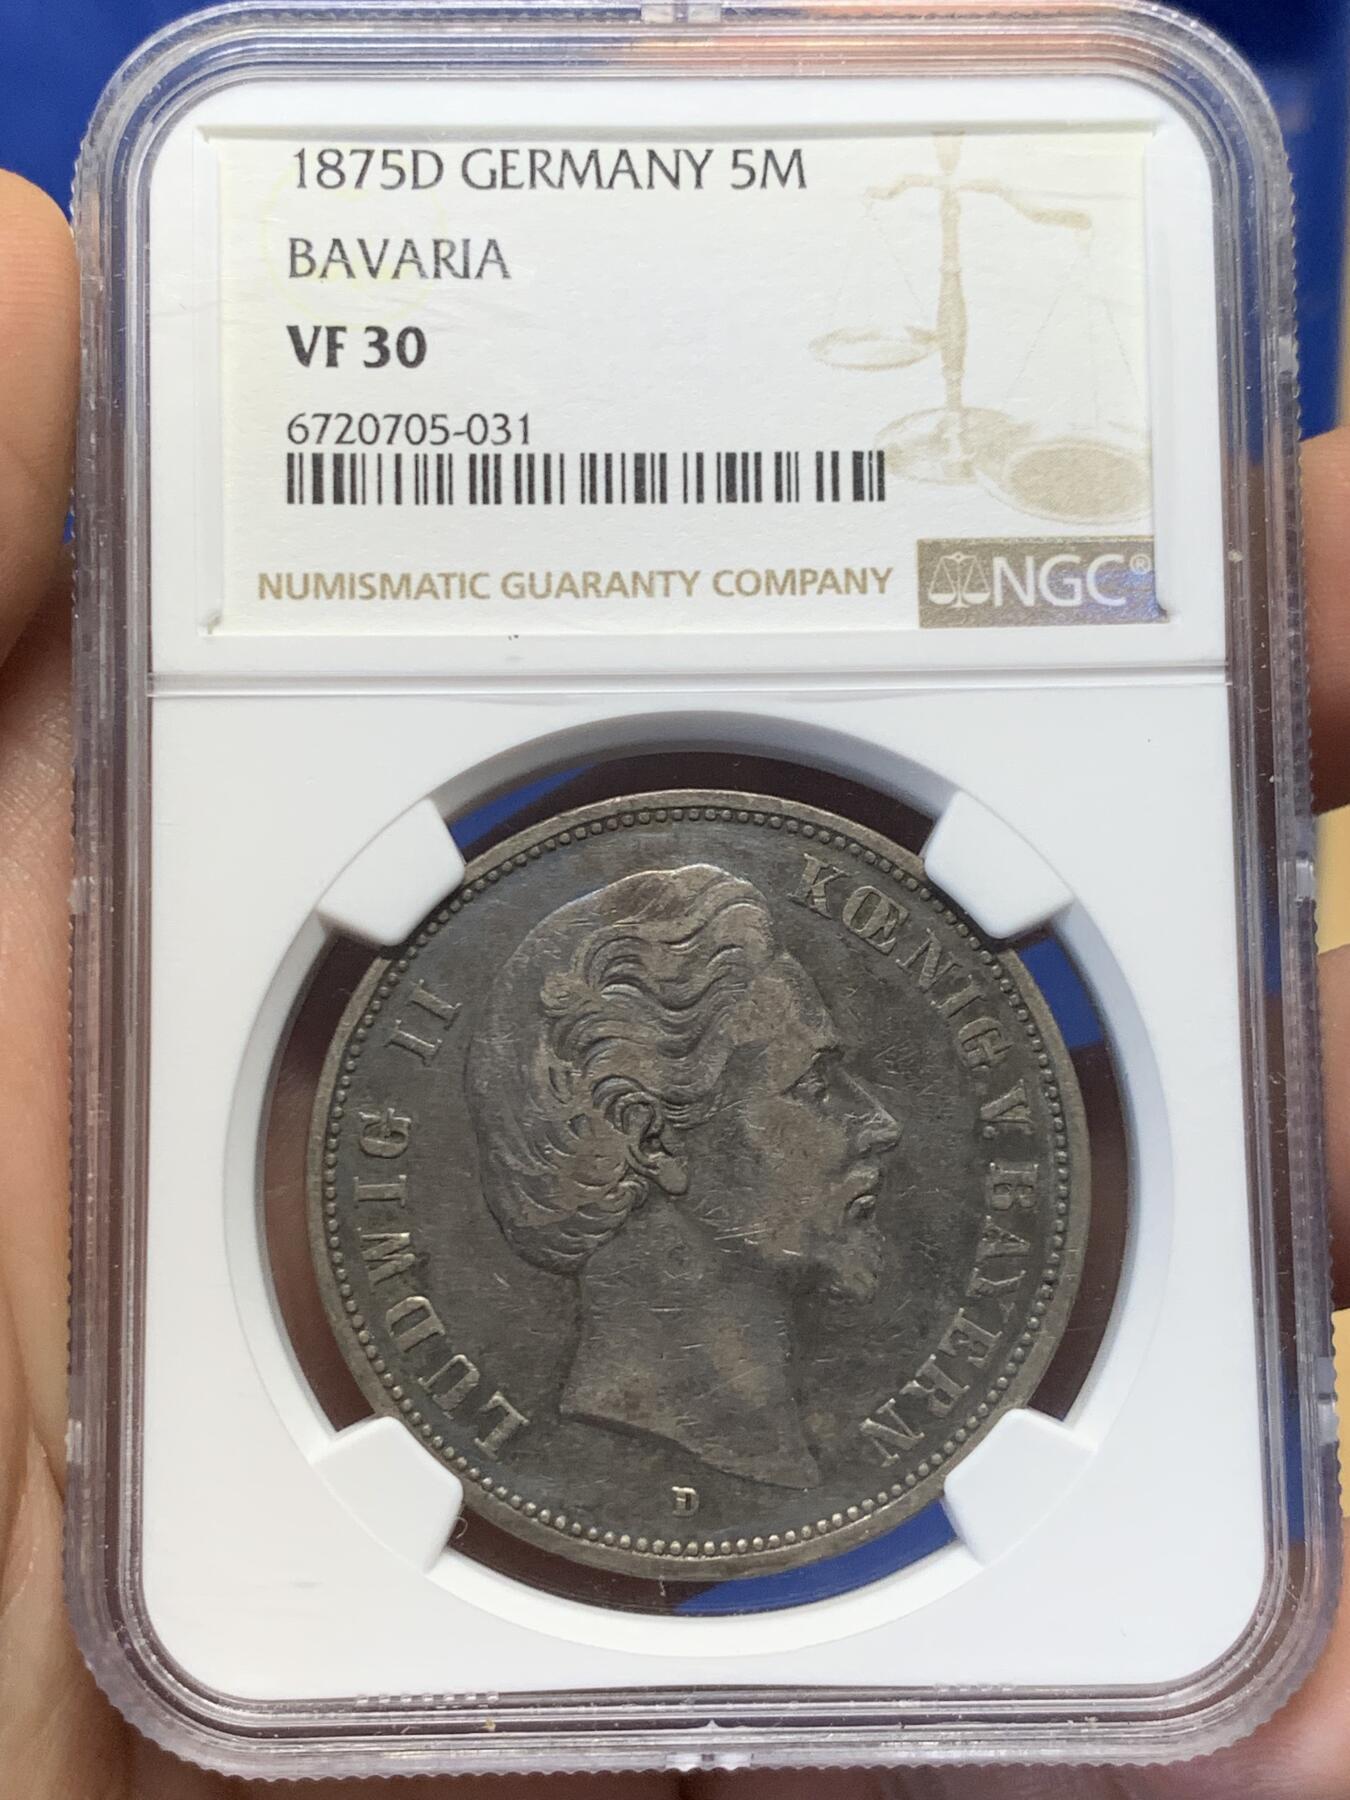 1875D GERMANY 5M
BAVARIA
VF 30
6720705-031
NUMISMATIC GUARANTY COMPANY
NGC®
LUDWIG II KŒNIG V. BAYERN
D